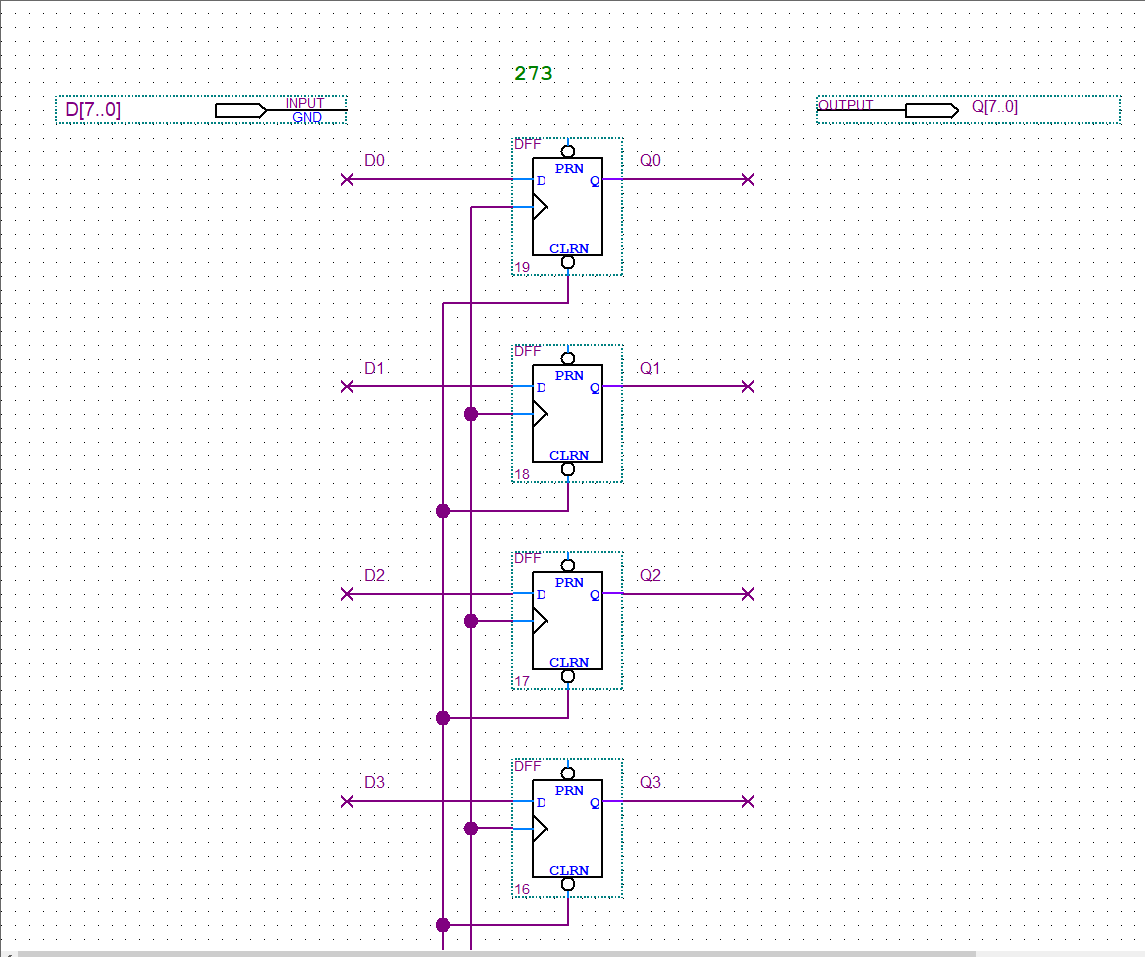 273
D[7..0]
INPUT
GND
OUTPUT
Q[7..0]
DFF
D0
Q0
PRN
D
Q
CLRN
19
DFF
D1
Q1
PRN
D
Q
CLRN
18
DFF
D2
Q2
PRN
D
Q
CLRN
17
DFF
D3
Q3
PRN
D
Q
CLRN
16